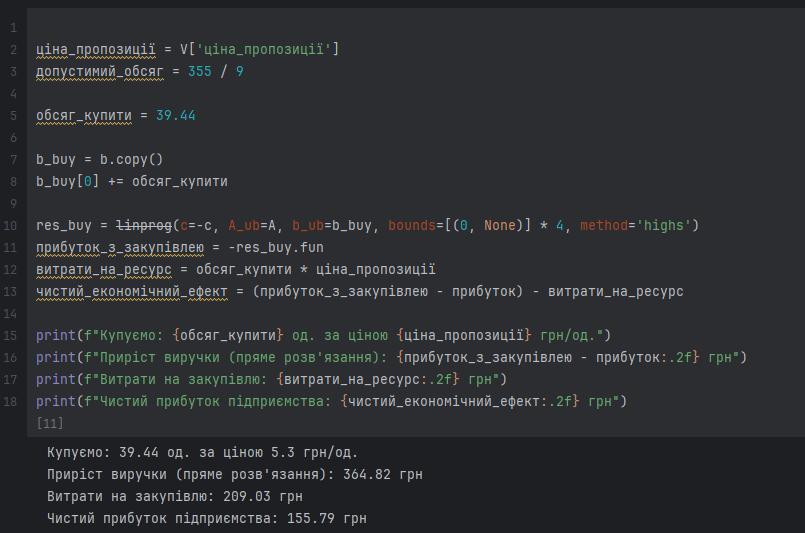 1
2 ціна_пропозиції = V['ціна_пропозиції']
3 допустимий_обсяг = 355 / 9
4
5 обсяг_купити = 39.44
6
7 b_buy = b.copy()
8 b_buy[0] += обсяг_купити
9
10 res_buy = linprog(c=-c, A_ub=A, b_ub=b_buy, bounds=[(0, None)] * 4, method='highs')
11 прибуток_з_закупівлею = -res_buy.fun
12 витрати_на_ресурс = обсяг_купити * ціна_пропозиції
13 чистий_економічний_ефект = (прибуток_з_закупівлею - прибуток) - витрати_на_ресурс
14
15 print(f"Купуємо: {обсяг_купити} од. за ціною {ціна_пропозиції} грн/од.")
16 print(f"Приріст виручки (пряме розв'язання): {прибуток_з_закупівлею - прибуток:.2f} грн")
17 print(f"Витрати на закупівлю: {витрати_на_ресурс:.2f} грн")
18 print(f"Чистий прибуток підприємства: {чистий_економічний_ефект:.2f} грн")
[11]
Купуємо: 39.44 од. за ціною 5.3 грн/од.
Приріст виручки (пряме розв'язання): 364.82 грн
Витрати на закупівлю: 209.03 грн
Чистий прибуток підприємства: 155.79 грн